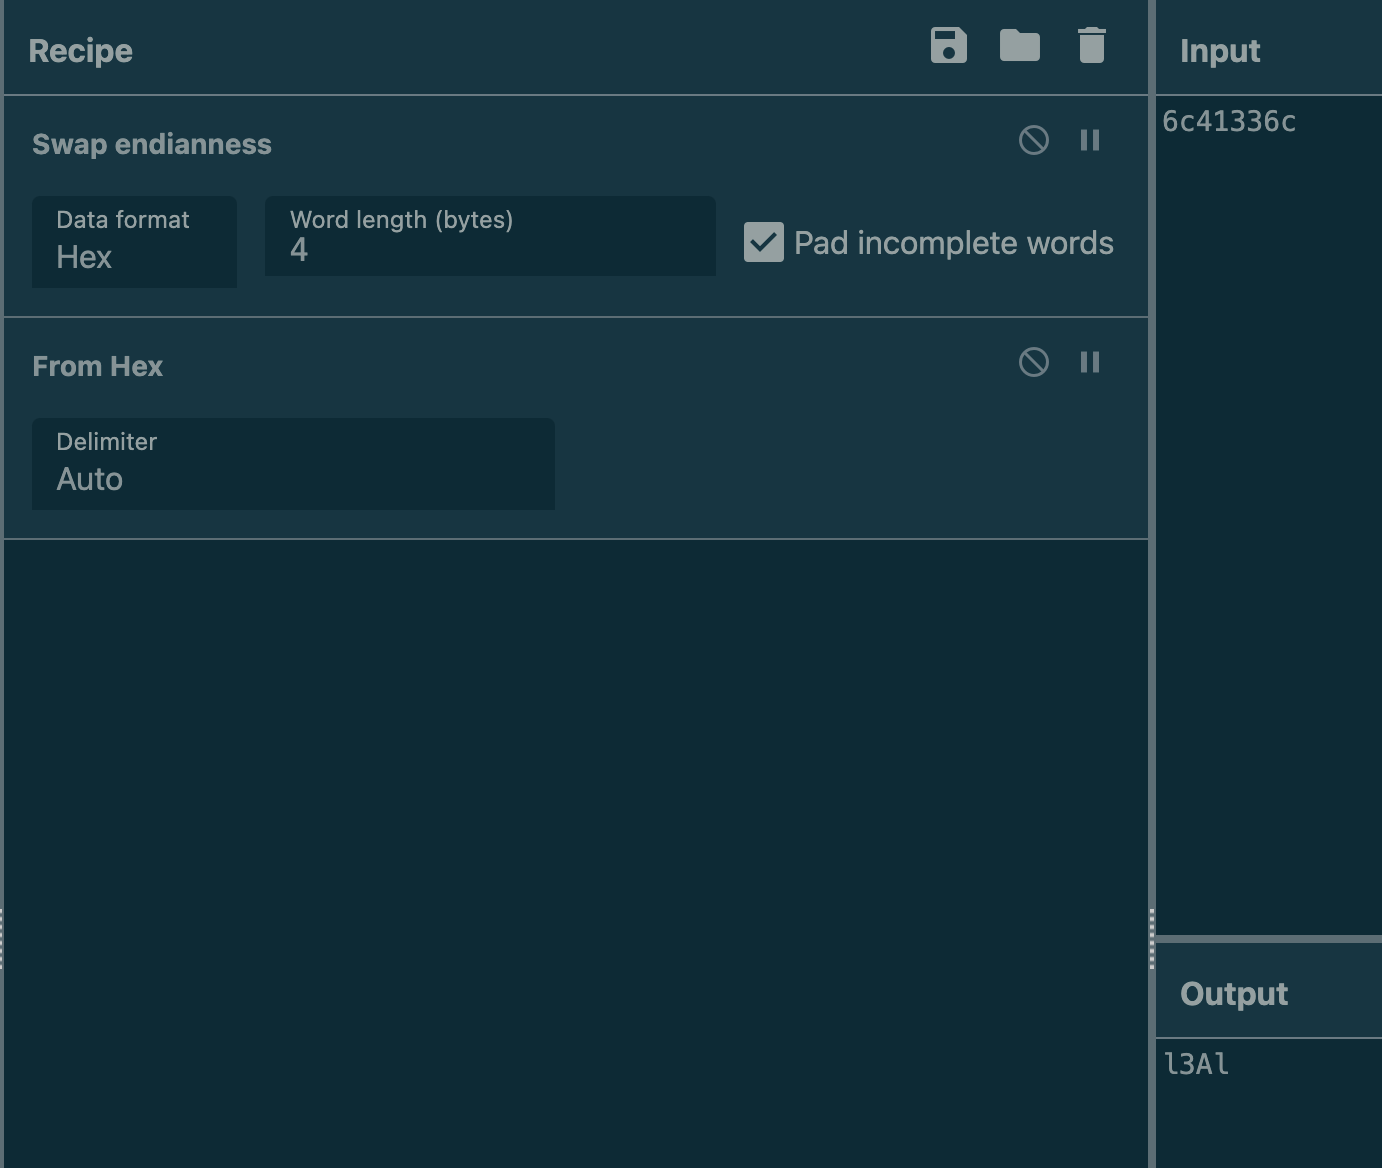 Recipe
Swap endianness
Data format
Hex
Word length (bytes)
4
Pad incomplete words
From Hex
Delimiter
Auto
Input
6c41336c
Output
l3Al